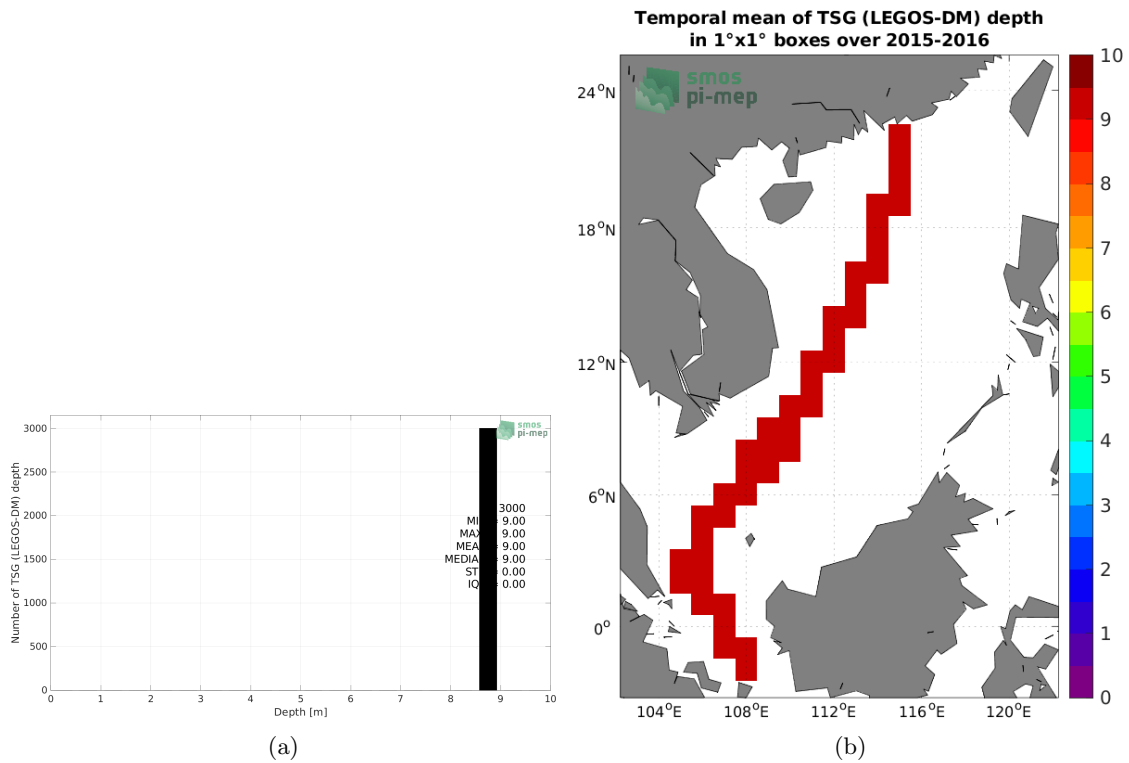 Temporal mean of TSG (LEGOS-DM) depth
in 1°x1° boxes over 2015-2016
smos
pi-mep
24°N
18°N
12°N
6°N
0°
104°E
108°E
112°E
116°E
120°E
10
9
8
7
6
5
4
3
2
1
0
smos
pi-mep
Number of TSG (LEGOS-DM) depth
3000
2500
2000
1500
1000
500
0
3000
9.00
9.00
9.00
9.00
0.00
0.00
0
1
2
3
4
5
6
7
8
9
10
Depth [m]
(a)
(b)